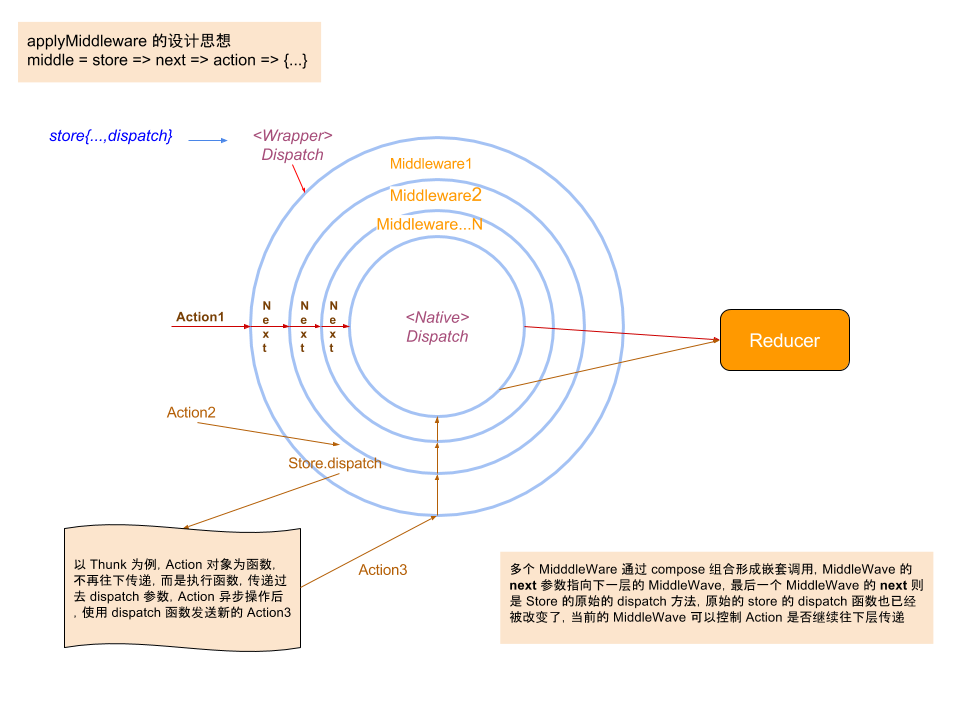 applyMiddleware 的设计思想
middle = store => next => action => {...}
store{...,dispatch}
<Wrapper>
Dispatch
Middleware1
Middleware2
Middleware...N
Action1
Next
Next
Next
<Native>
Dispatch
Reducer
Action2
Store.dispatch
以 Thunk 为例, Action 对象为函数,
不再往下传递, 而是执行函数, 传递过
去 dispatch 参数, Action 异步操作后
, 使用 dispatch 函数发送新的 Action3
Action3
多个 MidddleWare 通过 compose 组合形成嵌套调用, MiddleWave 的
next 参数指向下一层的 MiddleWave, 最后一个 MiddleWave 的 next 则
是 Store 的原始的 dispatch 方法, 原始的 store 的 dispatch 函数也已经
被改变了, 当前的 MiddleWave 可以控制 Action 是否继续往下层传递